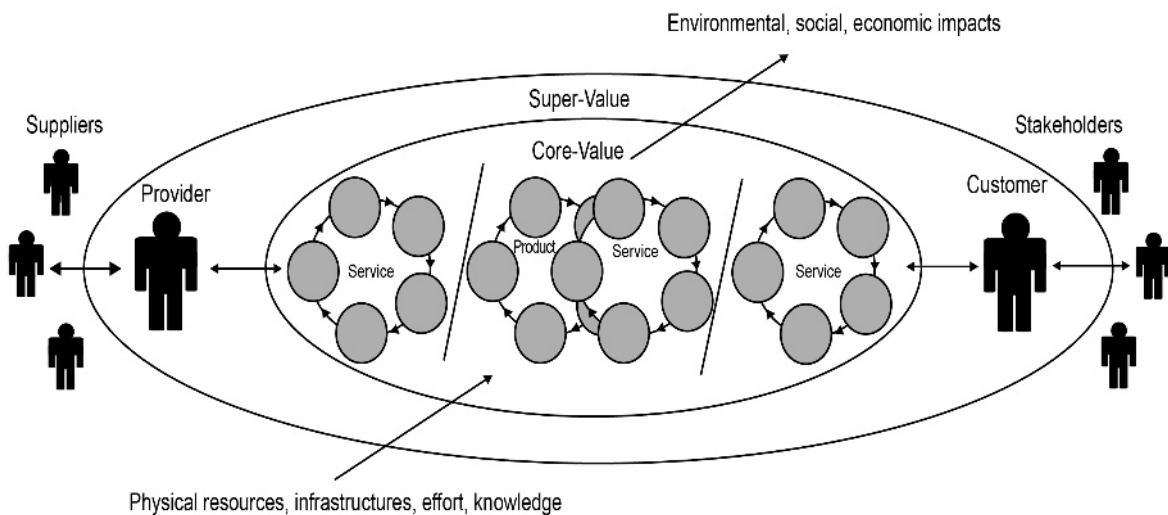 Environmental, social, economic impacts
Super-Value
Suppliers
Stakeholders
Core-Value
Provider
Customer
Product
Service
Service
Service
Physical resources, infrastructures, effort, knowledge